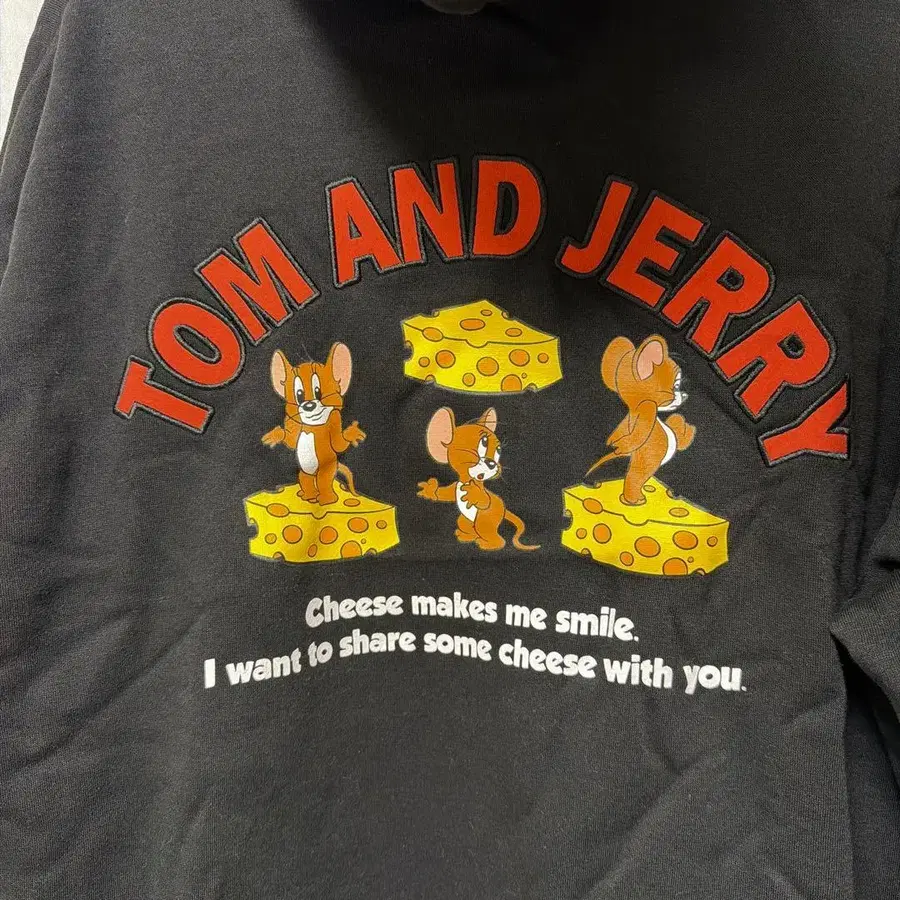 TOM AND JERRY
Cheese makes me smile.
I want to share some cheese with you.